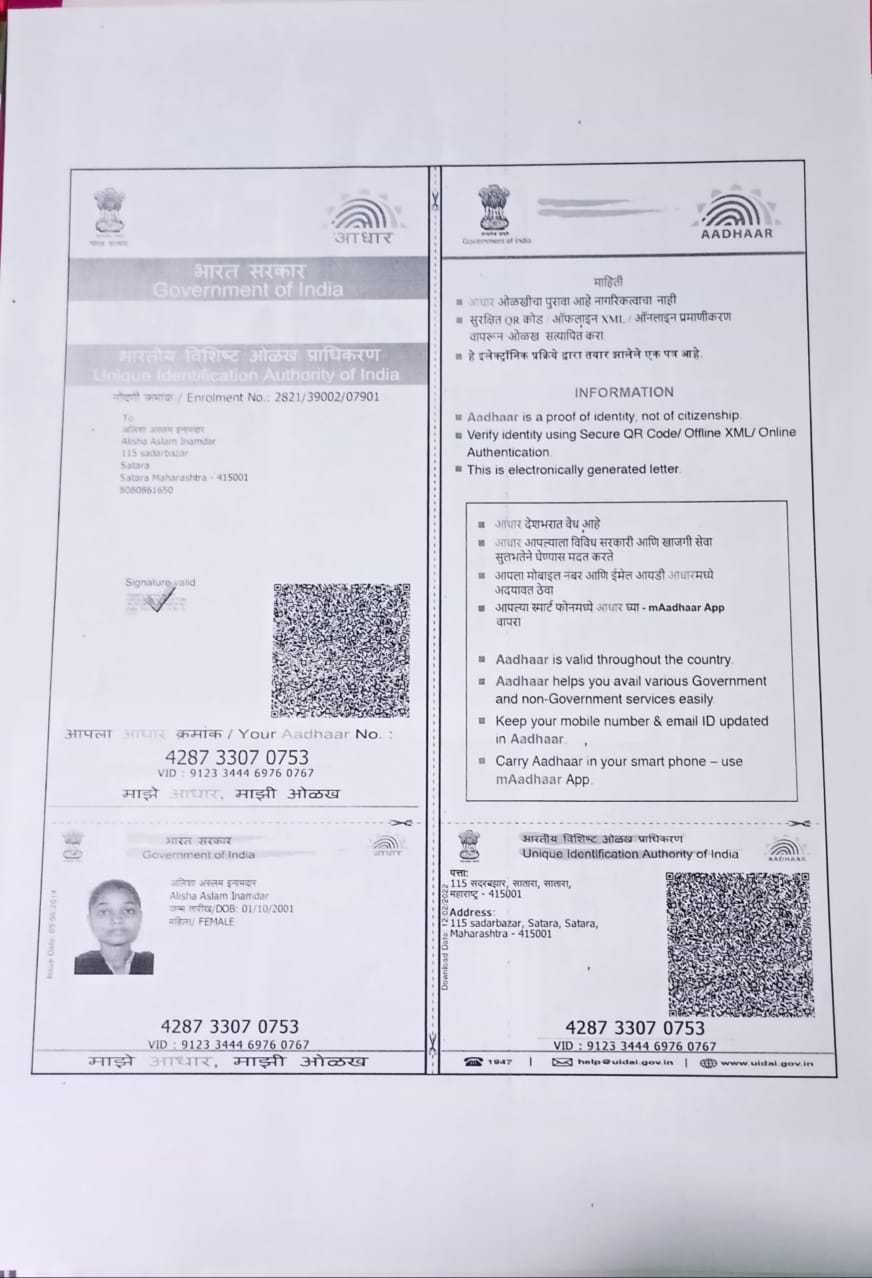 भारत सरकार
Government of India
भारतीय विशिष्ट ओळख प्राधिकरण
Unique Identification Authority of India
नोंदणी क्रमांक / Enrolment No.: 2821/39002/07901
To
अलिशा अस्लम इनामदार
Alisha Aslam Inamdar
115 sadarbazar
Satara
Satara Maharashtra - 415001
8080861650
Signature valid
आपला आधार क्रमांक / Your Aadhaar No. :
4287 3307 0753
VID : 9123 3444 6976 0767
माझे आधार, माझी ओळख
आधार
Government of India
AADHAAR
माहिती
आधार ओळखीचा पुरावा आहे नागरिकत्वाचा नाही
सुरक्षित QR कोड / ऑफलाइन XML / ऑनलाइन प्रमाणीकरण
वापरून ओळख सत्यापित करा
हे इलेक्ट्रॉनिक प्रक्रिये द्वारा तयार झालेले एक पत्र आहे.
INFORMATION
Aadhaar is a proof of identity, not of citizenship
Verify identity using Secure QR Code/ Offline XML/ Online
Authentication.
This is electronically generated letter.
आधार देशभरात वैध आहे
आधार आपल्याला विविध सरकारी आणि खाजगी सेवा
सुलभतेने घेण्यास मदत करते
आपला मोबाइल नंबर आणि ईमेल आयडी आधारमध्ये
अद्यावत ठेवा
आपल्या स्मार्ट फोनमध्ये आधार घ्या - mAadhaar App
वापरा
Aadhaar is valid throughout the country.
Aadhaar helps you avail various Government
and non-Government services easily.
Keep your mobile number & email ID updated
in Aadhaar.
Carry Aadhaar in your smart phone – use
mAadhaar App.
भारत सरकार
Government of India
आधार
Issue Date: 09/06/2014
अलिशा अस्लम इनामदार
Alisha Aslam Inamdar
जन्म तारीख/DOB: 01/10/2001
महिला/ FEMALE
4287 3307 0753
VID : 9123 3444 6976 0767
माझे आधार, माझी ओळख
भारतीय विशिष्ट ओळख प्राधिकरण
Unique Identification Authority of India
AADHAAR
Download Date: 12/02/2022
पत्ता:
115 सदरबझार, सातारा, सातारा,
महाराष्ट्र - 415001
Address:
115 sadarbazar, Satara, Satara,
Maharashtra - 415001
4287 3307 0753
VID : 9123 3444 6976 0767
1947 | help@uidai.gov.in | www.uidai.gov.in